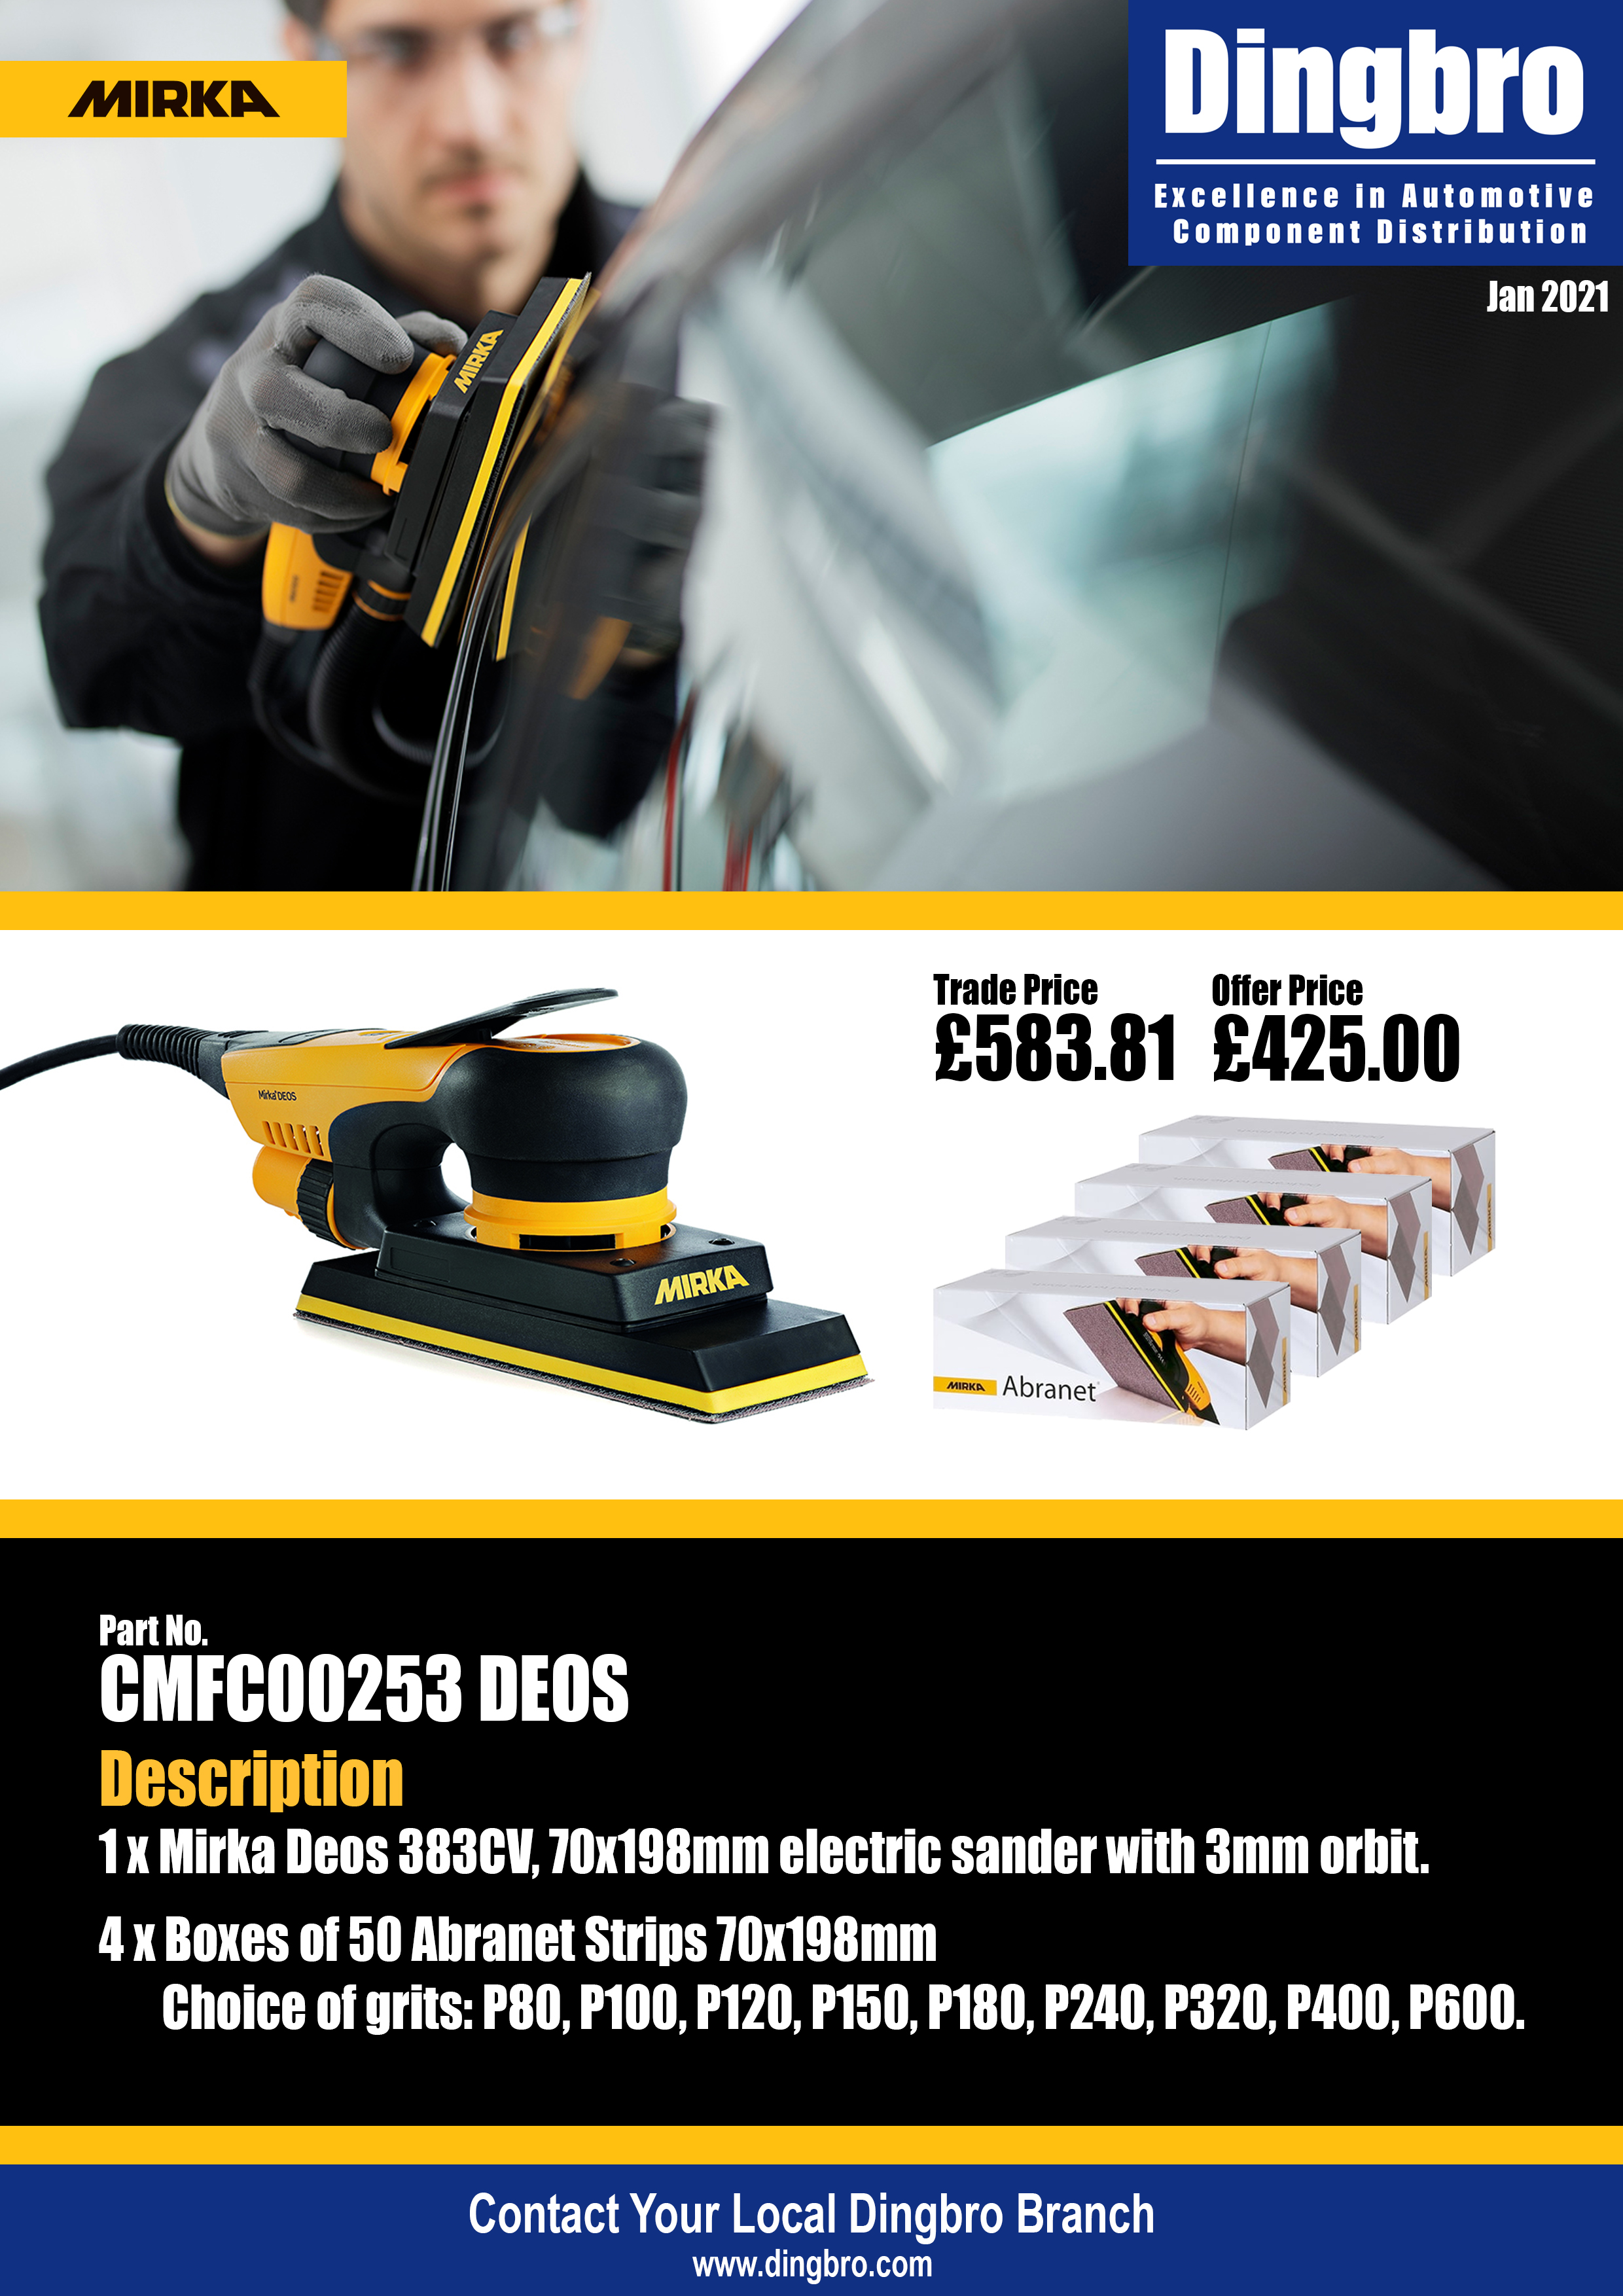 MIRKA
Dingbro
Excellence in Automotive
Component Distribution
Jan 2021
MIRKA
Trade Price
£583.81
Offer Price
£425.00
Mirka DEOS
MIRKA
MIRKA Abranet
Part No.
CMFC00253 DEOS
Description
1 x Mirka Deos 383CV, 70x198mm electric sander with 3mm orbit.
4 x Boxes of 50 Abranet Strips 70x198mm
Choice of grits: P80, P100, P120, P150, P180, P240, P320, P400, P600.
Contact Your Local Dingbro Branch
www.dingbro.com